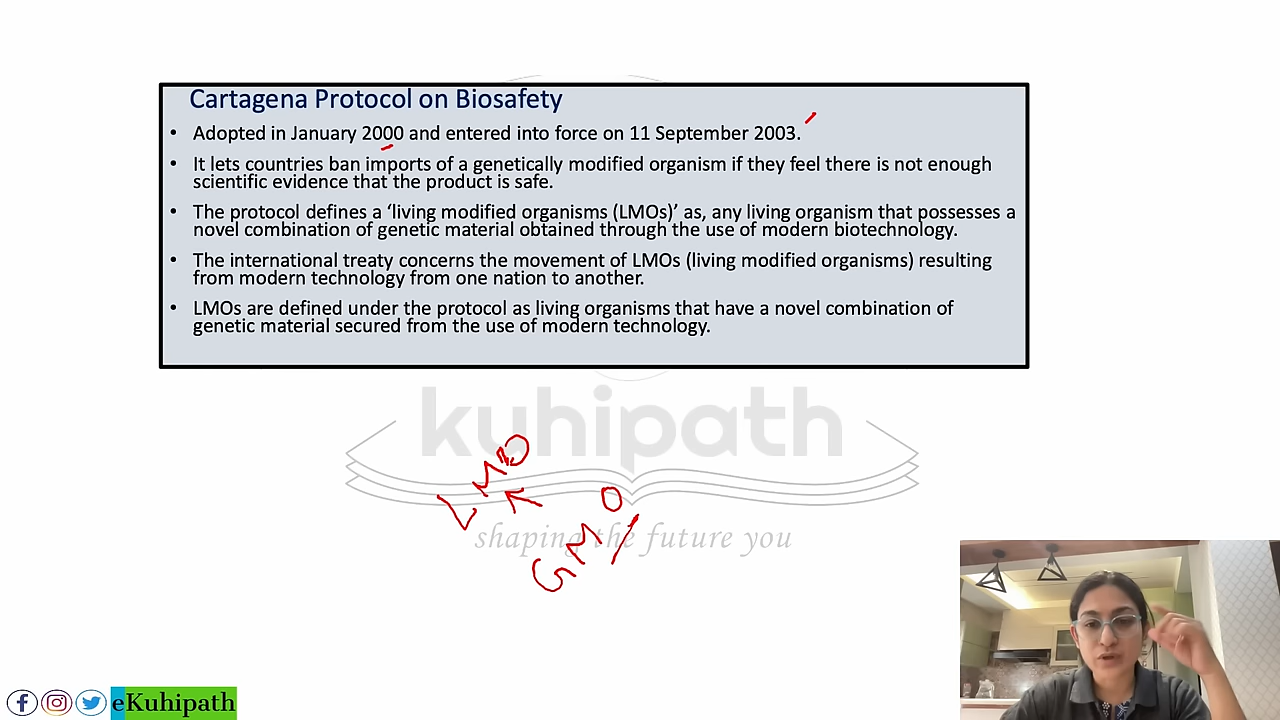 Cartagena Protocol on Biosafety
• Adopted in January 2000 and entered into force on 11 September 2003.
• It lets countries ban imports of a genetically modified organism if they feel there is not enough
scientific evidence that the product is safe.
• The protocol defines a ‘living modified organisms (LMOs)’ as, any living organism that possesses a
novel combination of genetic material obtained through the use of modern biotechnology.
• The international treaty concerns the movement of LMOs (living modified organisms) resulting
from modern technology from one nation to another.
• LMOs are defined under the protocol as living organisms that have a novel combination of
genetic material secured from the use of modern technology.
kuhipath
LMO
GMO
shaping the future you
eKuhipath